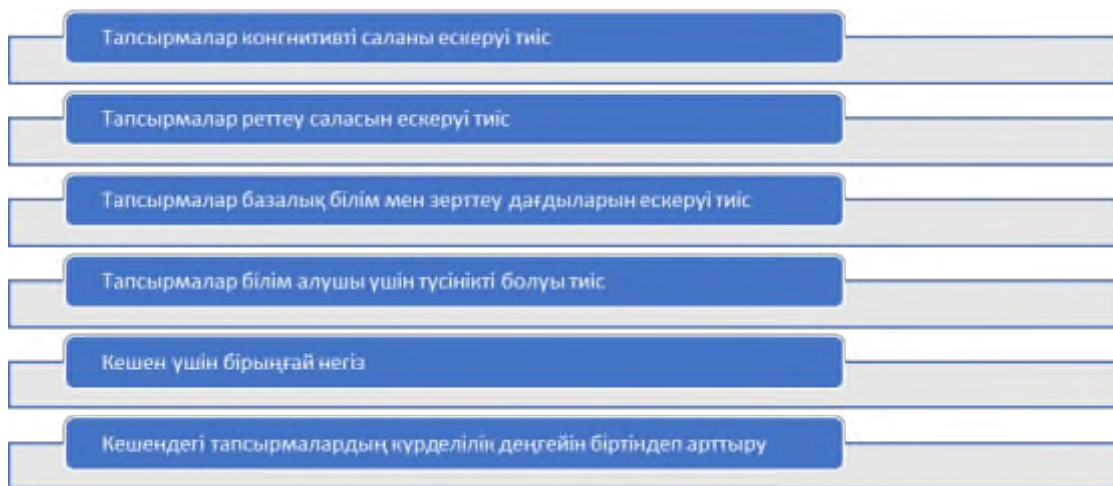 Тапсырмалар конгнитивті саланы ескеруі тиіс
Тапсырмалар реттеу саласын ескеруі тиіс
Тапсырмалар базалық білім мен зерттеу дағдыларын ескеруі тиіс
Тапсырмалар білім алушы үшін түсінікті болуы тиіс
Кешен үшін бірыңғай негіз
Кешендегі тапсырмалардың күрделілік деңгейін біртіндеп арттыру